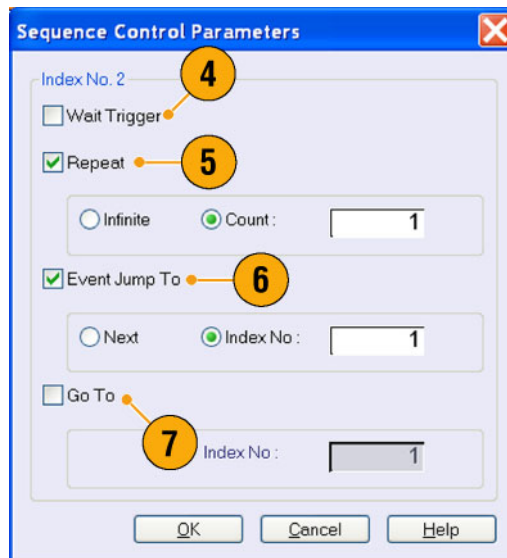 Sequence Control Parameters
Index No. 2
4
Wait Trigger
Repeat
5
Infinite Count : 1
Event Jump To
6
Next Index No : 1
Go To
7
Index No : 1
OK Cancel Help